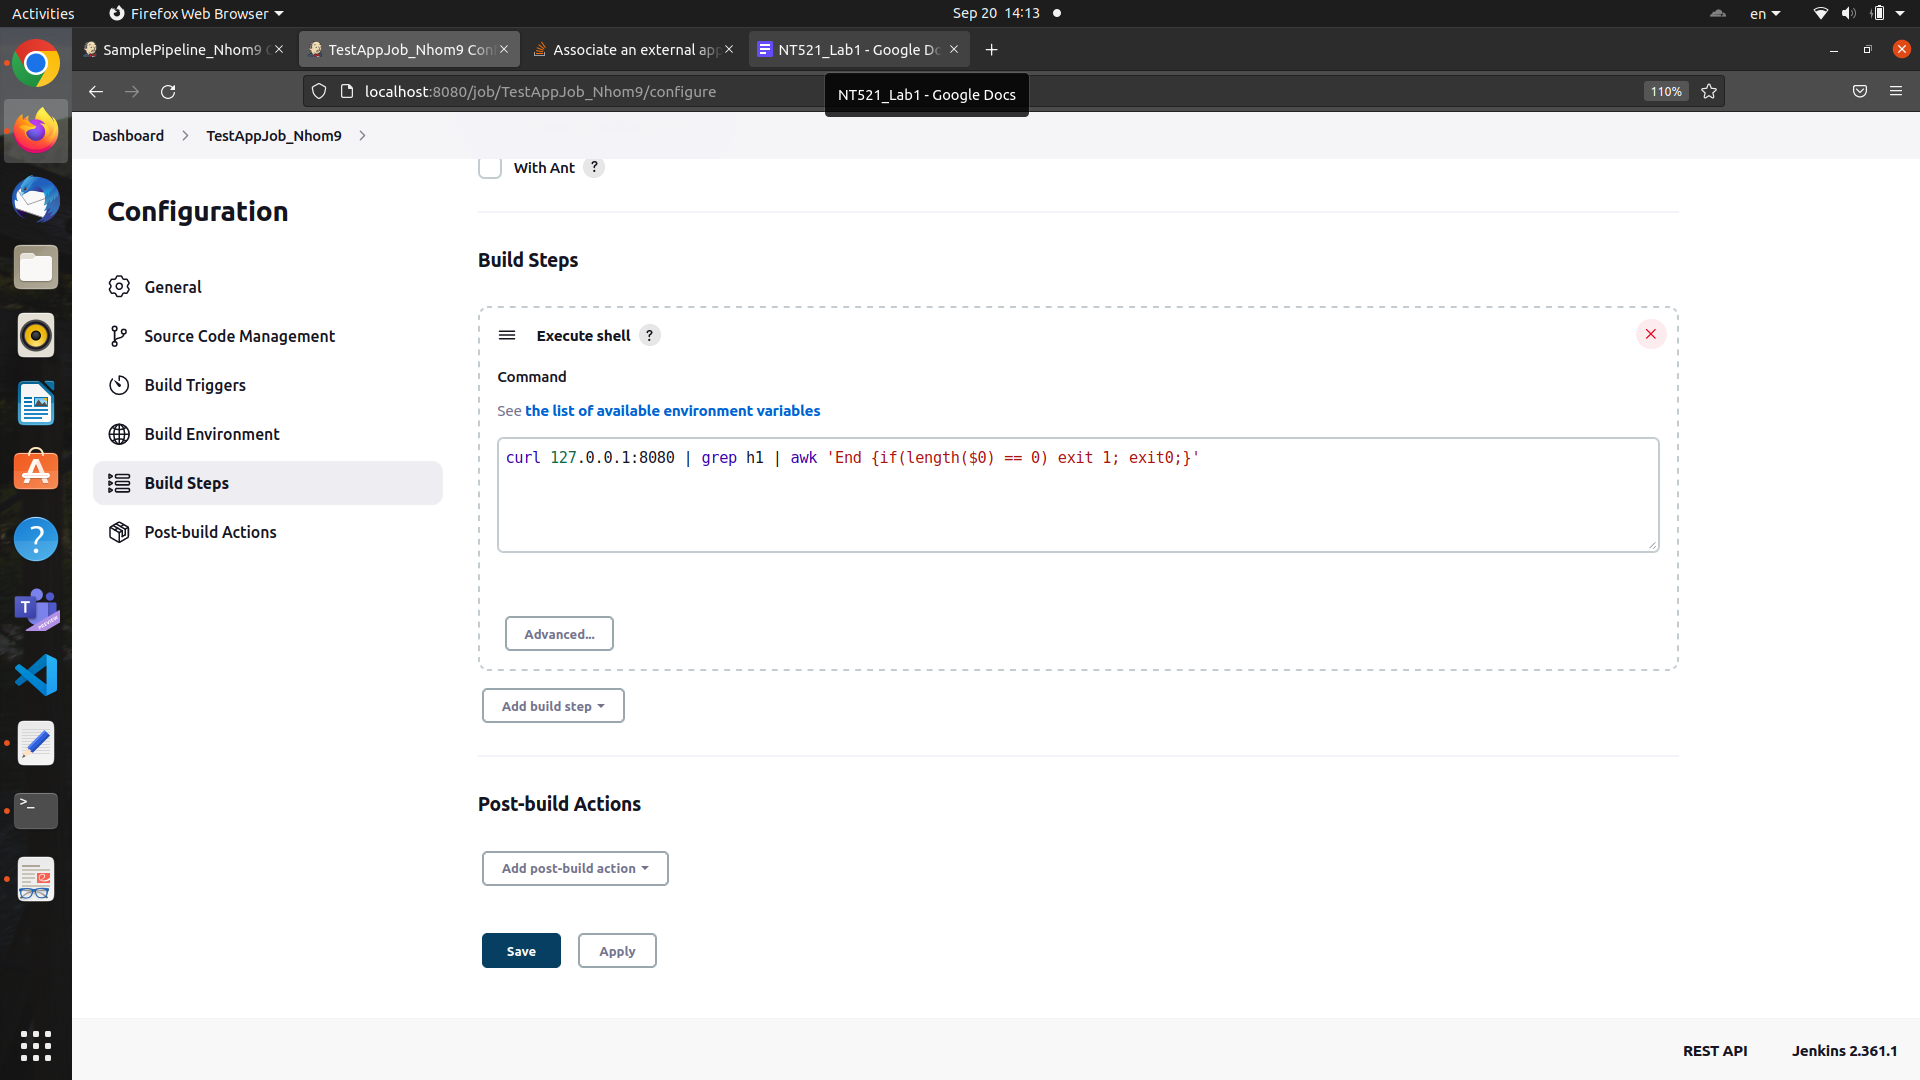 Activities
Firefox Web Browser
Sep 20 14:13
en
SamplePipeline_Nhom9
TestAppJob_Nhom9 Con
Associate an external app
NT521_Lab1 - Google Do
localhost:8080/job/TestAppJob_Nhom9/configure
110%
NT521_Lab1 - Google Docs
Dashboard
TestAppJob_Nhom9
With Ant ?
Configuration
General
Source Code Management
Build Triggers
Build Environment
Build Steps
Post-build Actions
Build Steps
Execute shell ?
Command
See the list of available environment variables
curl 127.0.0.1:8080 | grep h1 | awk 'End {if(length($0) == 0) exit 1; exit0;}'
Advanced...
Add build step
Post-build Actions
Add post-build action
Save
Apply
REST API
Jenkins 2.361.1